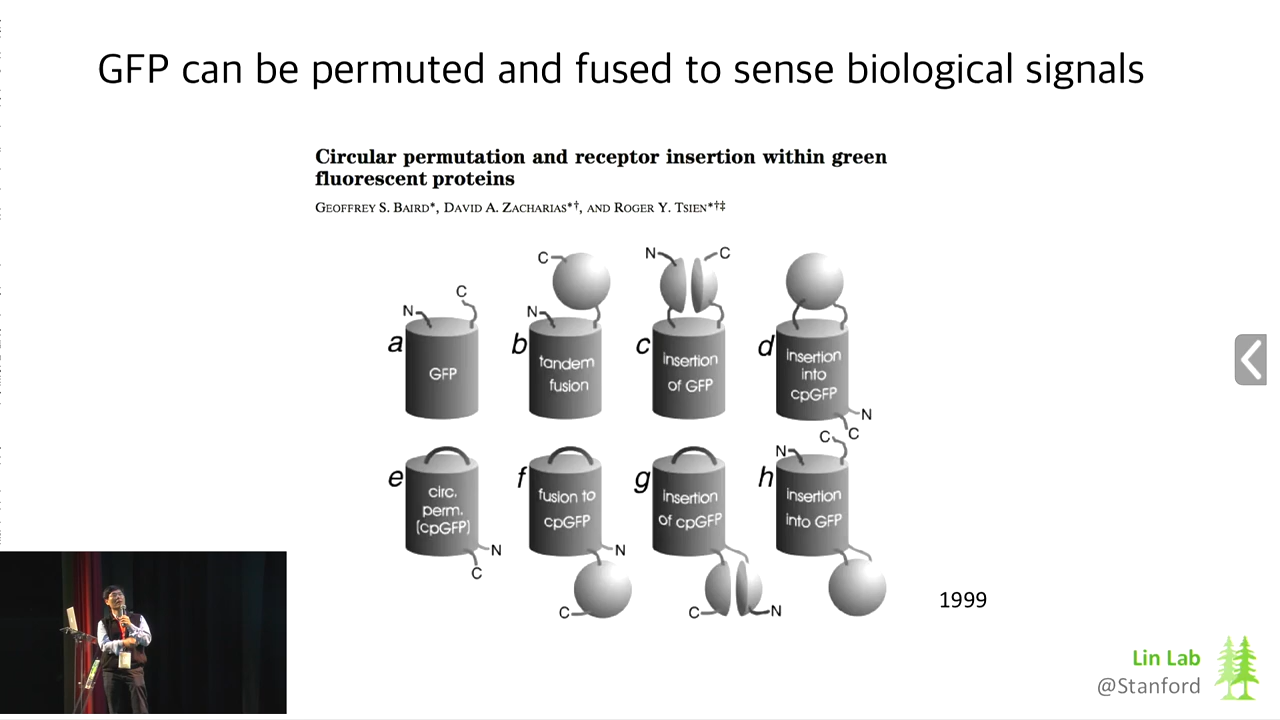 GFP can be permuted and fused to sense biological signals
Circular permutation and receptor insertion within green
fluorescent proteins
GEOFFREY S. BAIRD*, DAVID A. ZACHARIAS*†, AND ROGER Y. TSIEN*†‡
N C
a
GFP
C
N
b
tandem
fusion
N C
c
insertion
of GFP
d
insertion
into
cpGFP
N
C
e
circ.
perm.
(cpGFP)
N
C
f
fusion to
cpGFP
N
C
g
insertion
of cpGFP
C N
N C
h
insertion
into GFP
1999
Lin Lab
@Stanford